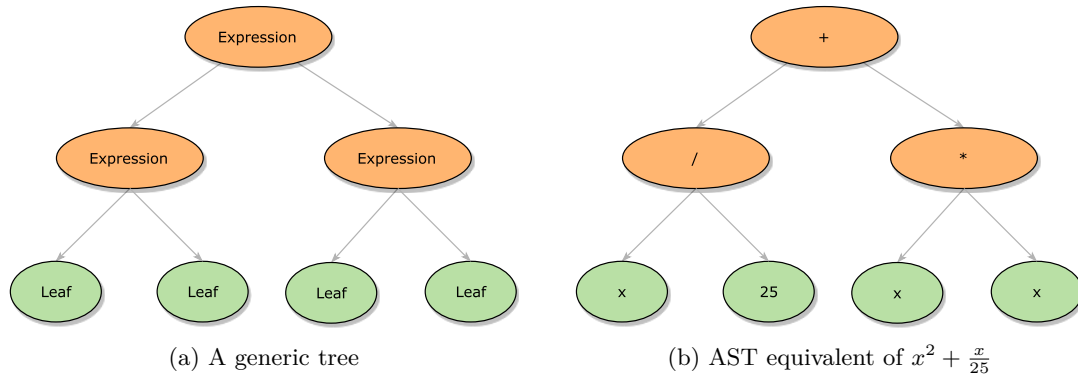 Expression
+
Expression
Expression
/
*
Leaf
Leaf
Leaf
Leaf
x
25
x
x
(a) A generic tree
(b) AST equivalent of x² + x/25